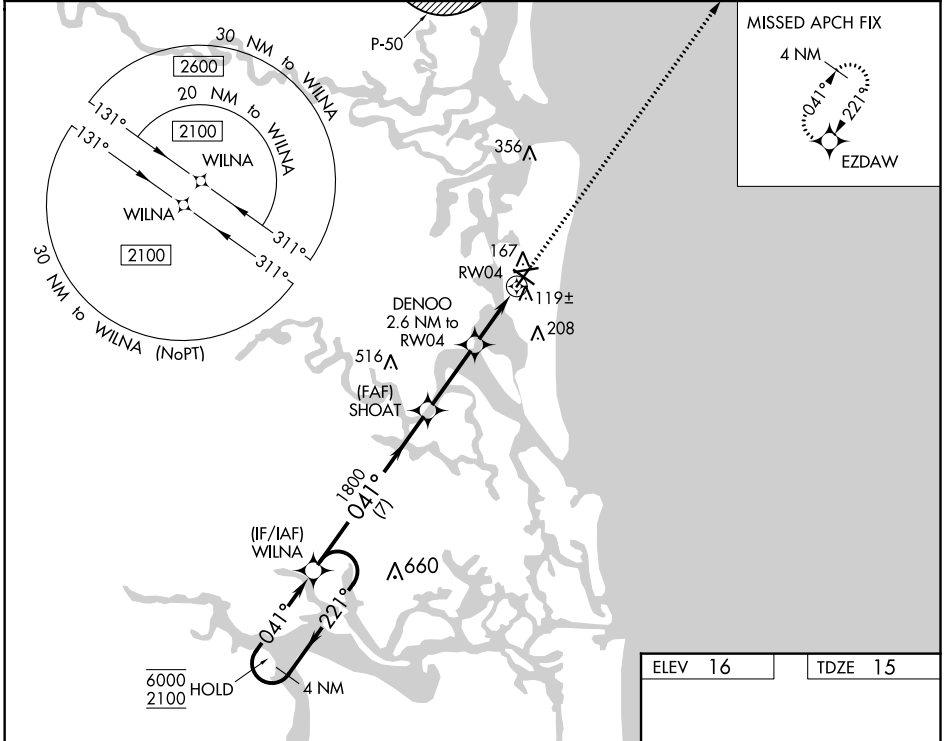 P-50
30 NM to WILNA
2600
20 NM to WILNA
2100
131°
131°
WILNA
WILNA
311°
311°
2100
30 NM to WILNA (NoPT)
MISSED APCH FIX
4 NM
041°
221°
EZDAW
356
167
RW04
119±
DENOO
2.6 NM to
RW04
208
516
(FAF)
SHOAT
1800
041°
(7)
(IF/IAF)
WILNA
660
041°
221°
6000
2100
HOLD
4 NM
ELEV 16
TDZE 15